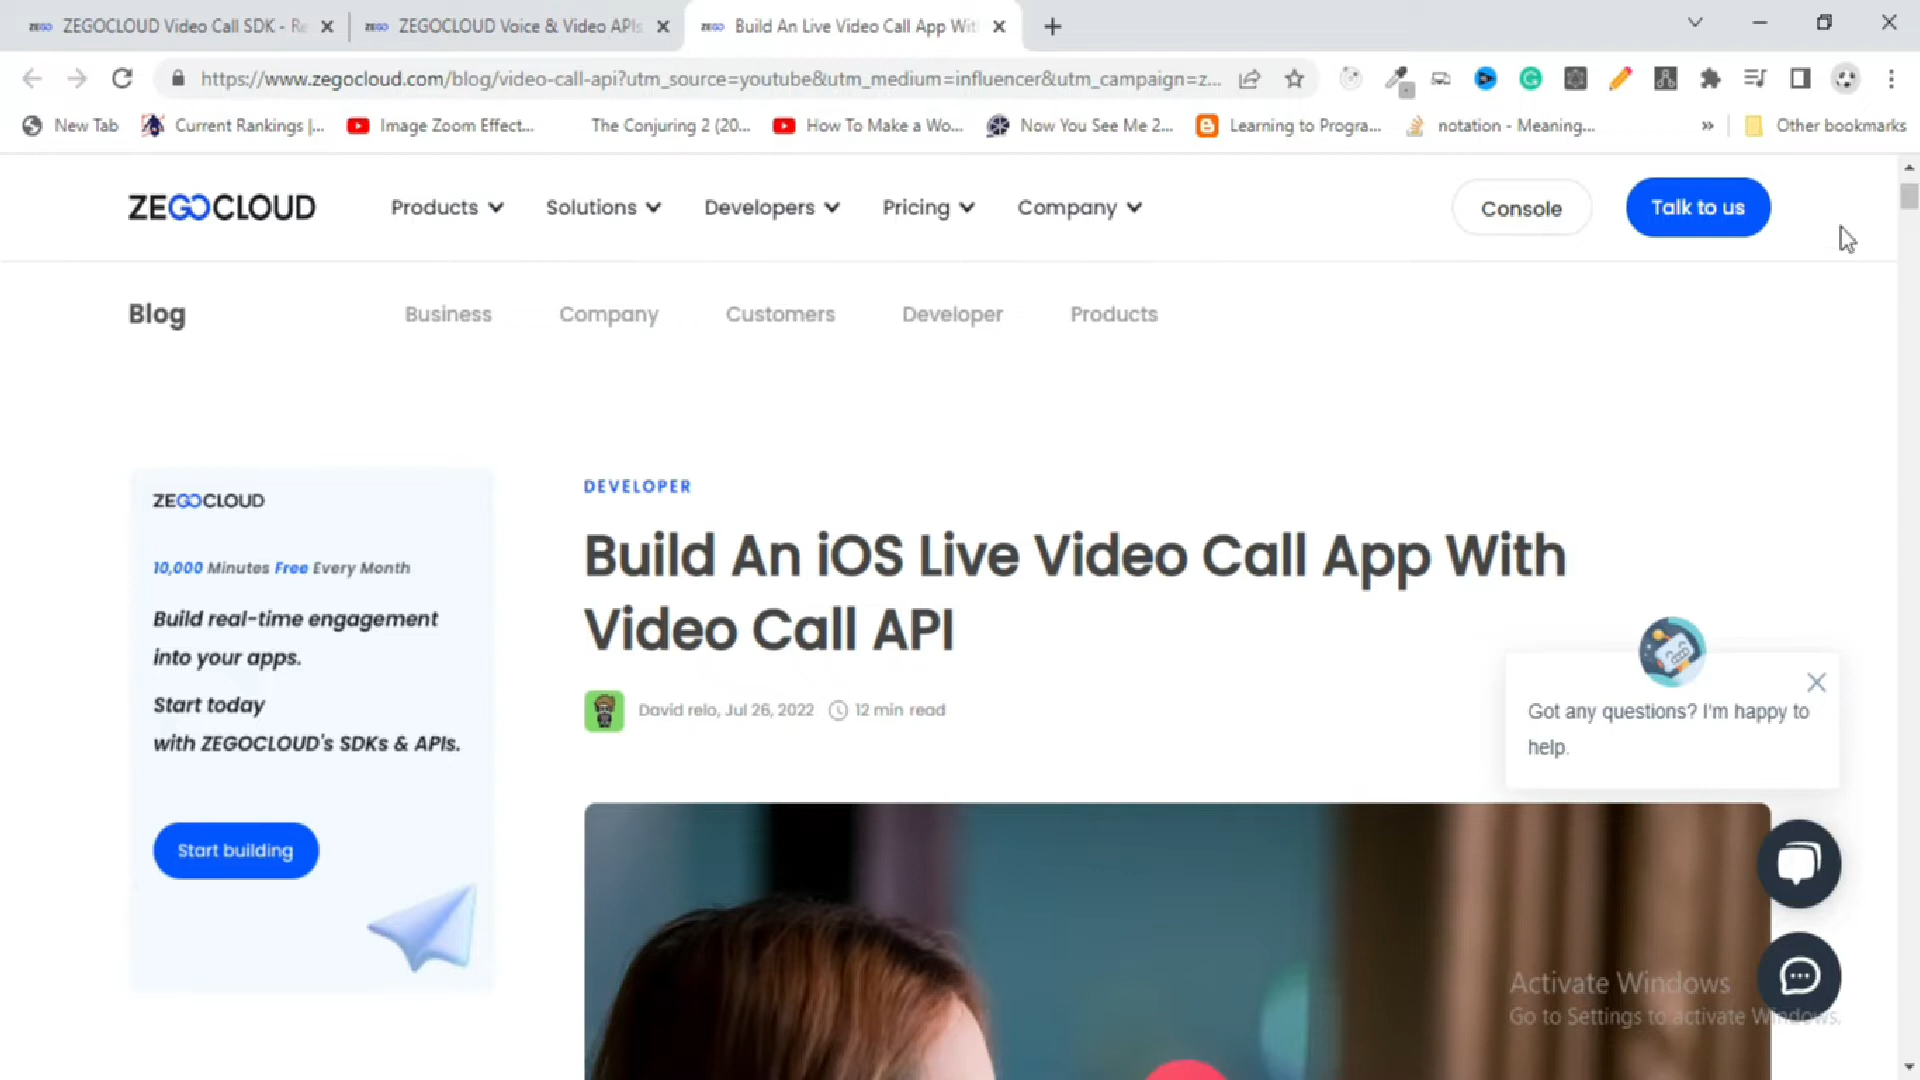 ZEGOCLOUD Video Call SDK - Re
ZEGOCLOUD Voice & Video APIs
Build An Live Video Call App Wit
https://www.zegocloud.com/blog/video-call-api?utm_source=youtube&utm_medium=influencer&utm_campaign=z...
New Tab
Current Rankings |...
Image Zoom Effect...
The Conjuring 2 (20...
How To Make a Wo...
Now You See Me 2...
Learning to Progra...
notation - Meaning...
»
Other bookmarks
ZEGOCLOUD
Products
Solutions
Developers
Pricing
Company
Console
Talk to us
Blog
Business
Company
Customers
Developer
Products
ZEGOCLOUD
10,000 Minutes Free Every Month
Build real-time engagement
into your apps.
Start today
with ZEGOCLOUD's SDKs & APIs.
Start building
DEVELOPER
Build An iOS Live Video Call App With
Video Call API
David relo, Jul 26, 2022
12 min read
Got any questions? I'm happy to
help.
Activate Windows
Go to Settings to activate Windows.